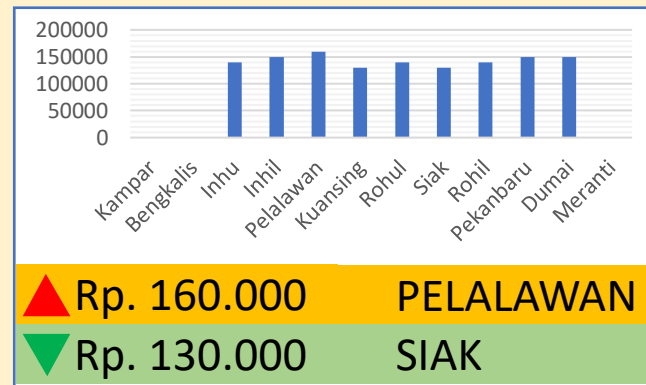 200000
150000
100000
50000
0
Kampar
Bengkalis
Inhu
Inhil
Pelalawan
Kuansing
Rohul
Siak
Rohil
Pekanbaru
Dumai
Meranti
Rp. 160.000 PELALAWAN
Rp. 130.000 SIAK